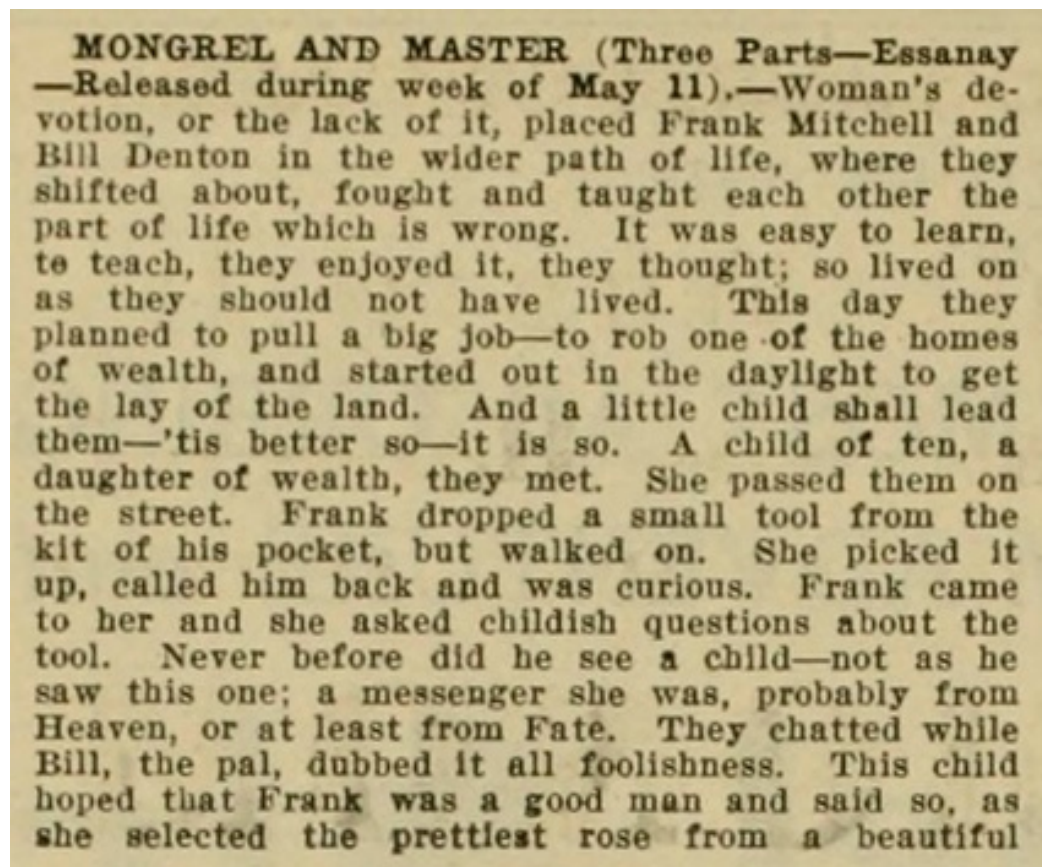 MONGREL AND MASTER (Three Parts—Essanay
—Released during week of May 11).—Woman's de-
votion, or the lack of it, placed Frank Mitchell and
Bill Denton in the wider path of life, where they
shifted about, fought and taught each other the
part of life which is wrong. It was easy to learn,
to teach, they enjoyed it, they thought; so lived on
as they should not have lived. This day they
planned to pull a big job—to rob one of the homes
of wealth, and started out in the daylight to get
the lay of the land. And a little child shall lead
them—'tis better so—it is so. A child of ten, a
daughter of wealth, they met. She passed them on
the street. Frank dropped a small tool from the
kit of his pocket, but walked on. She picked it
up, called him back and was curious. Frank came
to her and she asked childish questions about the
tool. Never before did he see a child—not as he
saw this one; a messenger she was, probably from
Heaven, or at least from Fate. They chatted while
Bill, the pal, dubbed it all foolishness. This child
hoped that Frank was a good man and said so, as
she selected the prettiest rose from a beautiful